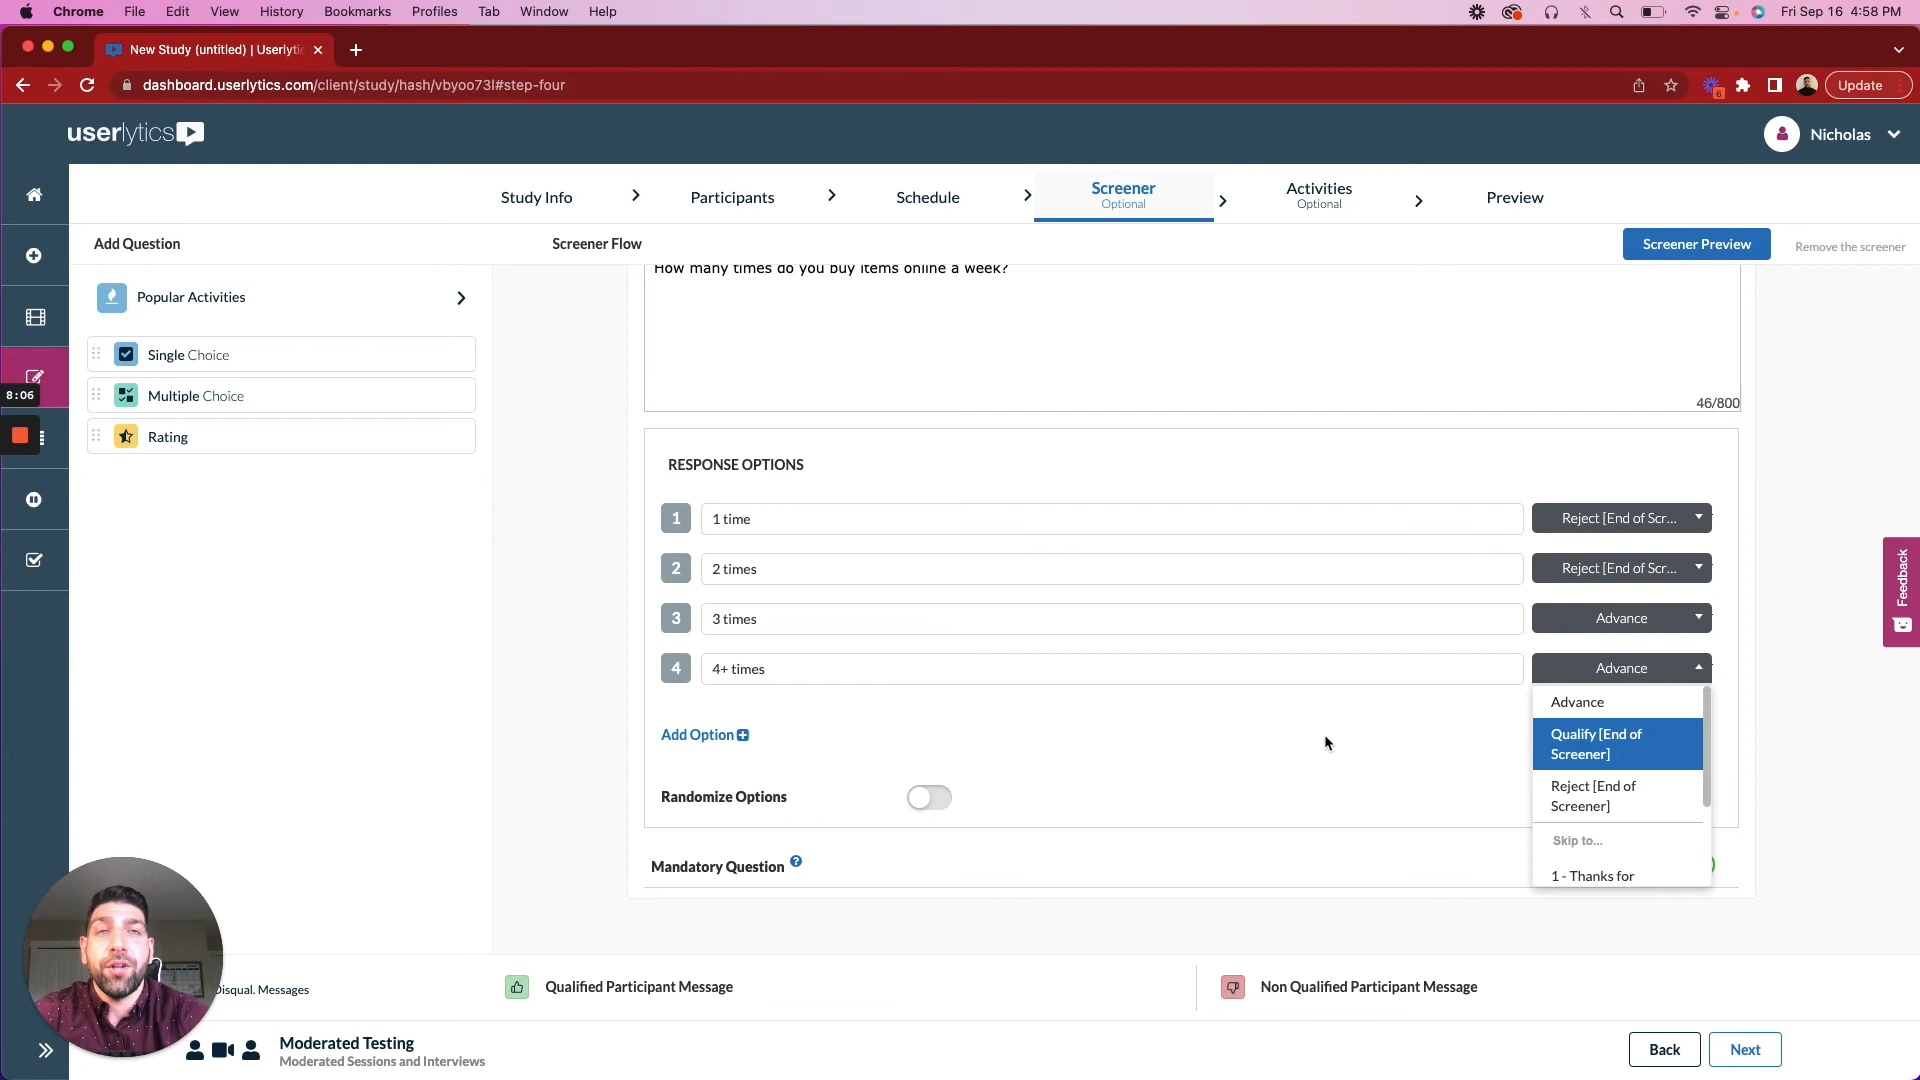 Chrome File Edit View History Bookmarks Profiles Tab Window Help
Fri Sep 16 4:58 PM
New Study (untitled) | Userlytic
dashboard.userlytics.com/client/study/hash/vbyoo73l#step-four
6
Update
userlytics
Nicholas
Study Info
Participants
Schedule
Screener
Optional
Activities
Optional
Preview
Add Question
Screener Flow
Screener Preview
Remove the screener
Popular Activities
Single Choice
Multiple Choice
Rating
8:06
How many times do you buy items online a week?
46/800
RESPONSE OPTIONS
1 1 time Reject [End of Scr...
2 2 times Reject [End of Scr...
3 3 times Advance
4 4+ times Advance
Advance
Qualify [End of
Screener]
Reject [End of
Screener]
Skip to...
1 - Thanks for
Add Option
Randomize Options
Mandatory Question ?
Feedback
Disqual. Messages
Qualified Participant Message
Non Qualified Participant Message
Moderated Testing
Moderated Sessions and Interviews
Back
Next